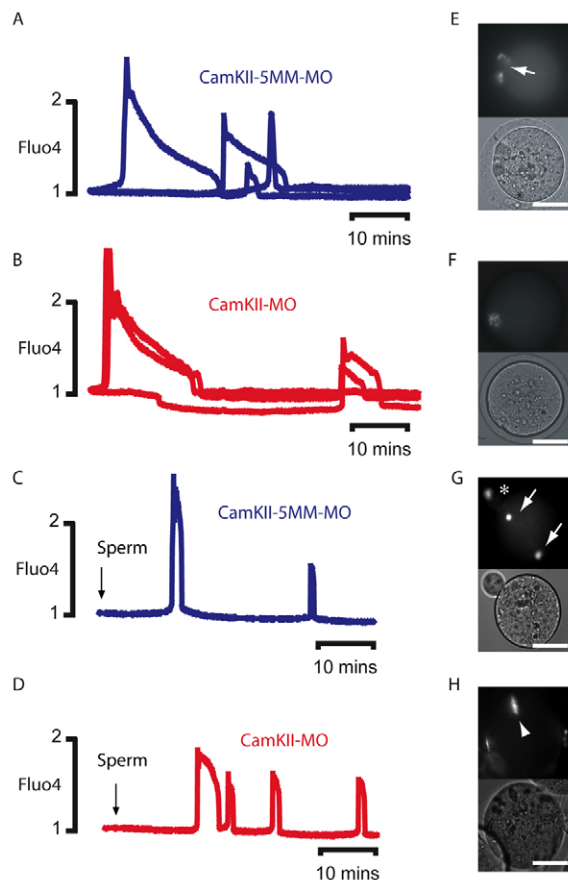 A
E
CamKII-5MM-MO
2
Fluo4
1
10 mins
B
F
CamKII-MO
2
Fluo4
1
10 mins
C
G
CamKII-5MM-MO
*
2
Sperm
Fluo4
1
10 mins
D
H
CamKII-MO
2
Sperm
Fluo4
1
10 mins